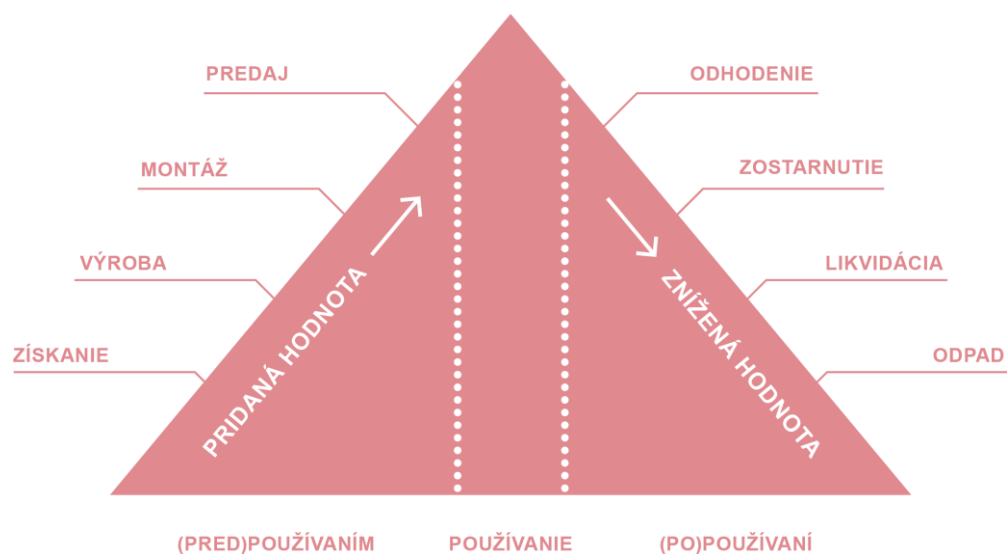 PREDAJ
ODHODENIE
MONTÁŽ
ZOSTARNUTIE
VÝROBA
LIKVIDÁCIA
ZÍSKANIE
ODPAD
PRIDANÁ HODNOTA
ZNÍŽENÁ HODNOTA
(PRED)POUŽÍVANÍM
POUŽÍVANIE
(PO)POUŽÍVANÍ